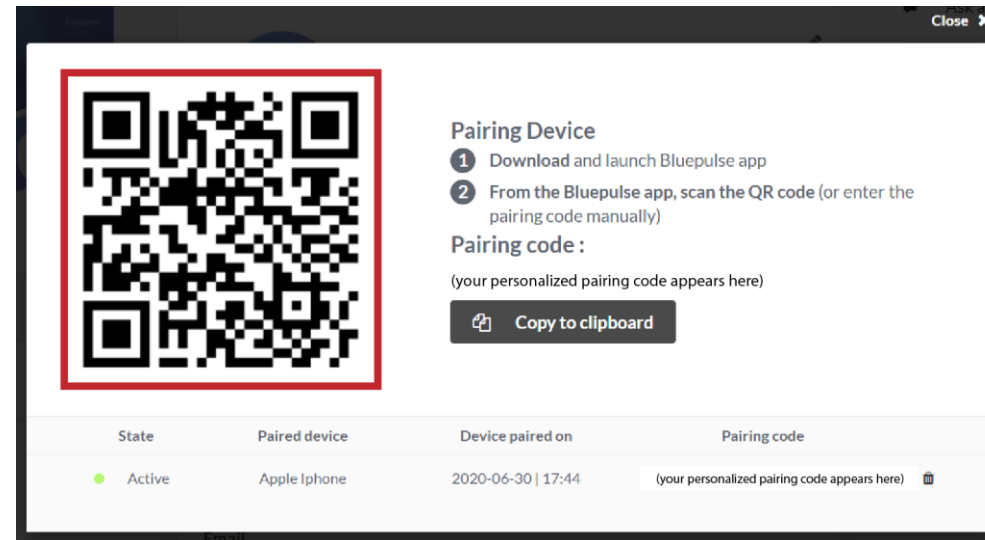 Close ✖
Pairing Device
1 Download and launch Bluepulse app
2 From the Bluepulse app, scan the QR code (or enter the
pairing code manually)
Pairing code :
(your personalized pairing code appears here)
Copy to clipboard
State Paired device Device paired on Pairing code
Active Apple Iphone 2020-06-30 | 17:44 (your personalized pairing code appears here)
Email